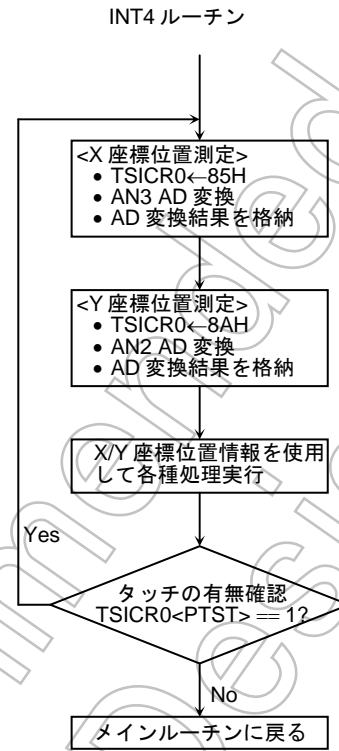 INT4 ルーチン
<X 座標位置測定>
• TSICR0←85H
• AN3 AD 変換
• AD 変換結果を格納
<Y 座標位置測定>
• TSICR0←8AH
• AN2 AD 変換
• AD 変換結果を格納
X/Y 座標位置情報を使用
して各種処理実行
Yes
タッチの有無確認
TSICR0<PTST> == 1?
No
メインルーチンに戻る